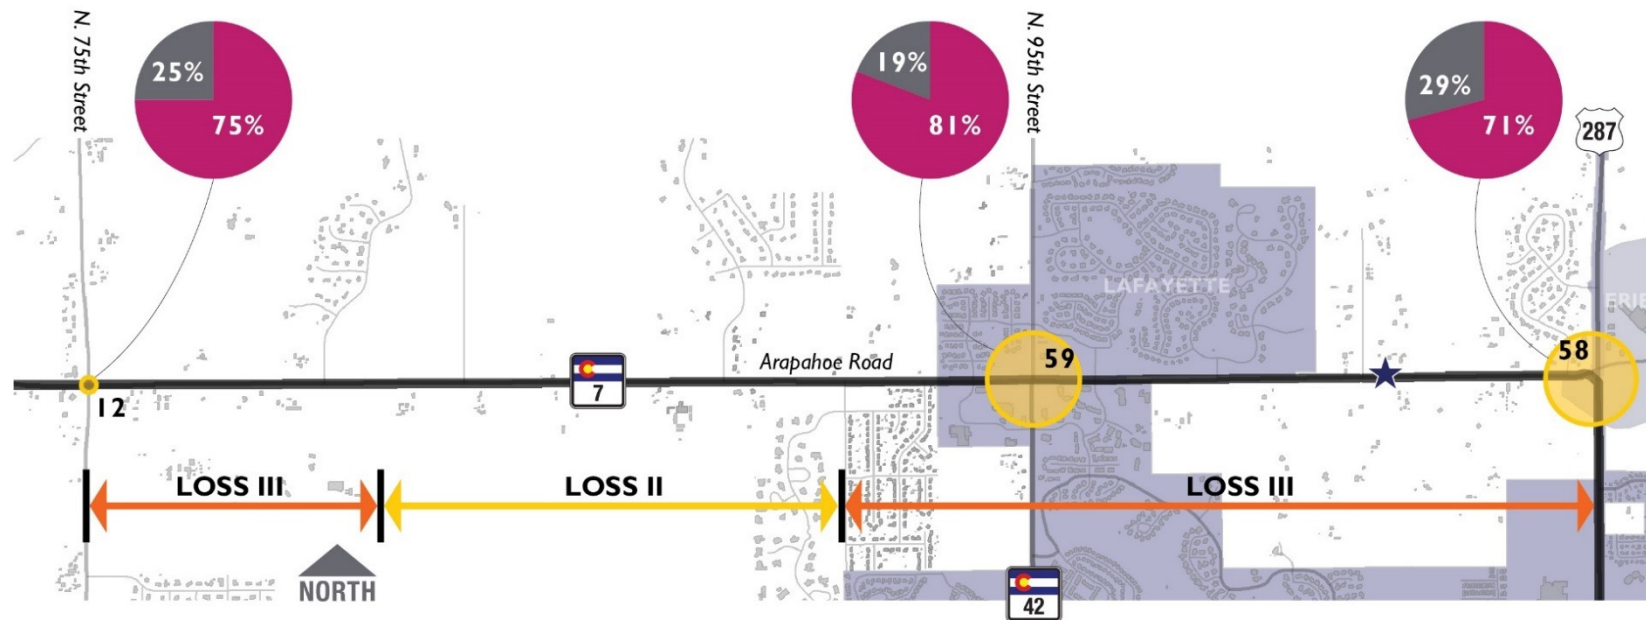 N. 75th Street
25%
75%
19%
81%
N. 95th Street
29%
71%
287
LAFAYETTE
ERIE
59
58
Arapahoe Road
7
12
LOSS III
LOSS II
LOSS III
NORTH
42